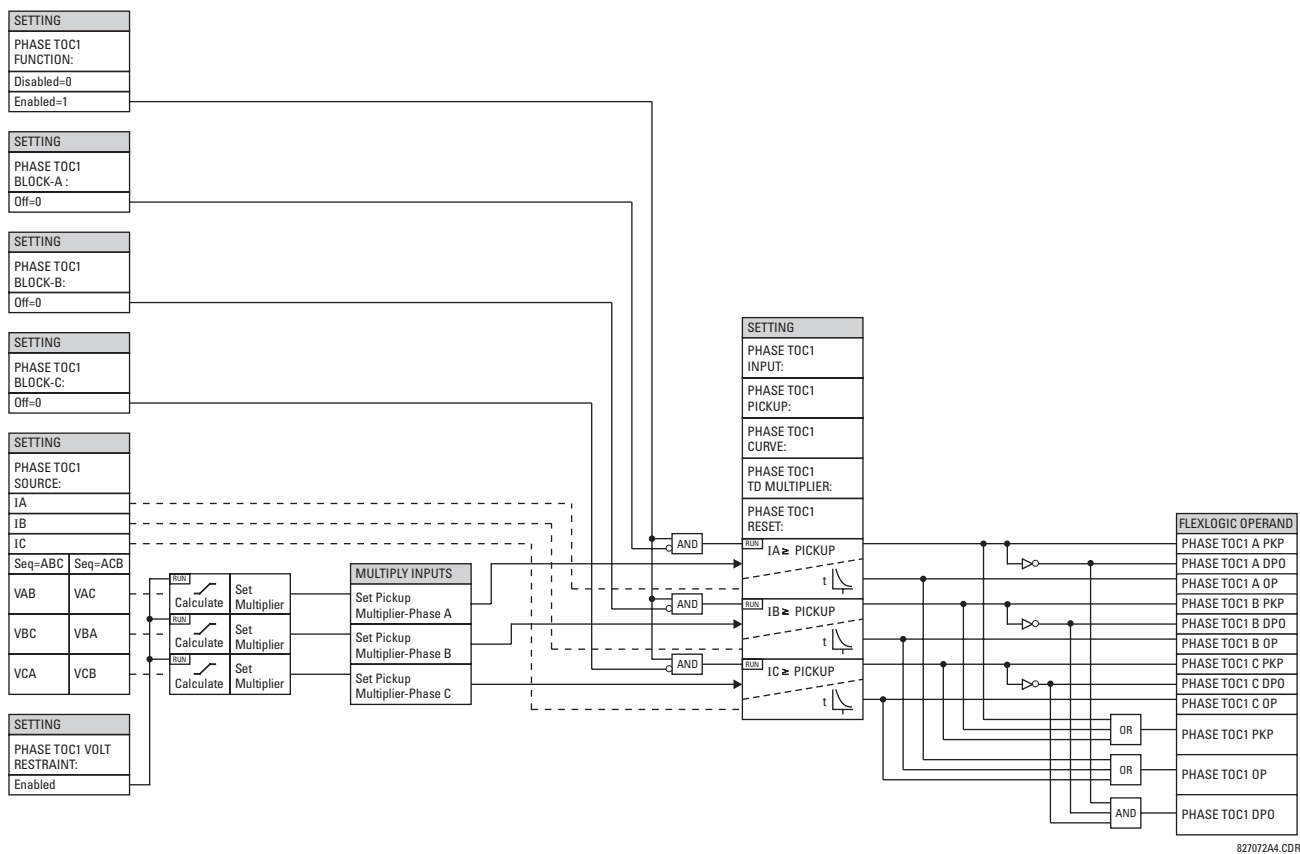 SETTING
PHASE TOC1
FUNCTION:
Disabled=0
Enabled=1
SETTING
PHASE TOC1
BLOCK-A :
Off=0
SETTING
PHASE TOC1
BLOCK-B:
Off=0
SETTING
PHASE TOC1
BLOCK-C:
Off=0
SETTING
PHASE TOC1
SOURCE:
IA
IB
IC
Seq=ABC Seq=ACB
VAB VAC
VBC VBA
VCA VCB
SETTING
PHASE TOC1 VOLT
RESTRAINT:
Enabled
RUN
Calculate
Set
Multiplier
RUN
Calculate
Set
Multiplier
RUN
Calculate
Set
Multiplier
MULTIPLY INPUTS
Set Pickup
Multiplier-Phase A
Set Pickup
Multiplier-Phase B
Set Pickup
Multiplier-Phase C
AND
AND
AND
SETTING
PHASE TOC1
INPUT:
PHASE TOC1
PICKUP:
PHASE TOC1
CURVE:
PHASE TOC1
TD MULTIPLIER:
PHASE TOC1
RESET:
RUN IA ≥ PICKUP
t
RUN IB ≥ PICKUP
t
RUN IC ≥ PICKUP
t
OR
OR
AND
FLEXLOGIC OPERAND
PHASE TOC1 A PKP
PHASE TOC1 A DPO
PHASE TOC1 A OP
PHASE TOC1 B PKP
PHASE TOC1 B DPO
PHASE TOC1 B OP
PHASE TOC1 C PKP
PHASE TOC1 C DPO
PHASE TOC1 C OP
PHASE TOC1 PKP
PHASE TOC1 OP
PHASE TOC1 DPO
827072A4.CDR